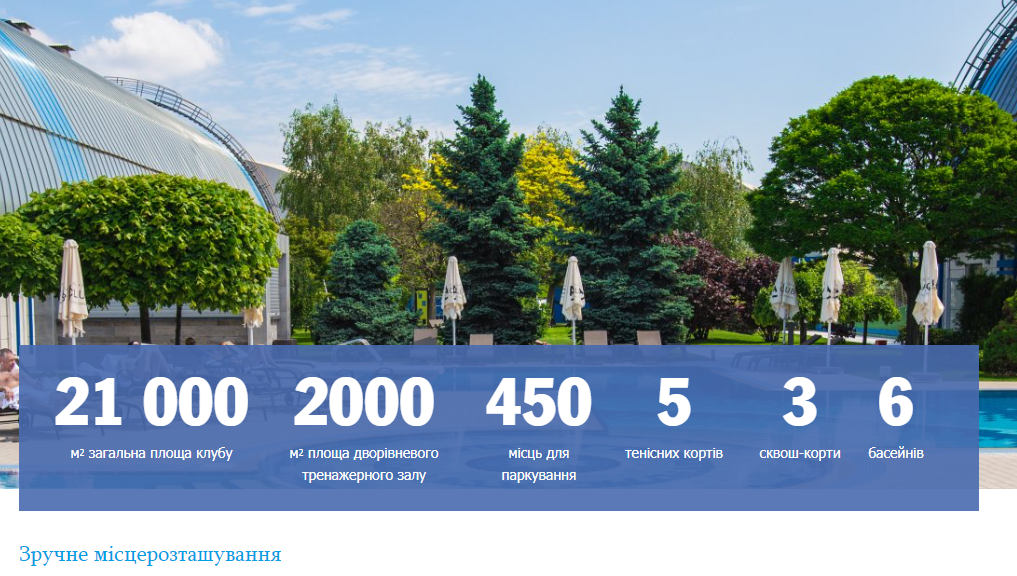 21 000 2000 450 5 3 6
м² загальна площа клубу м² площа дворівневого місць для тенісних кортів сквош-корти басейнів
тренажерного залу паркування
Зручне місцерозташування